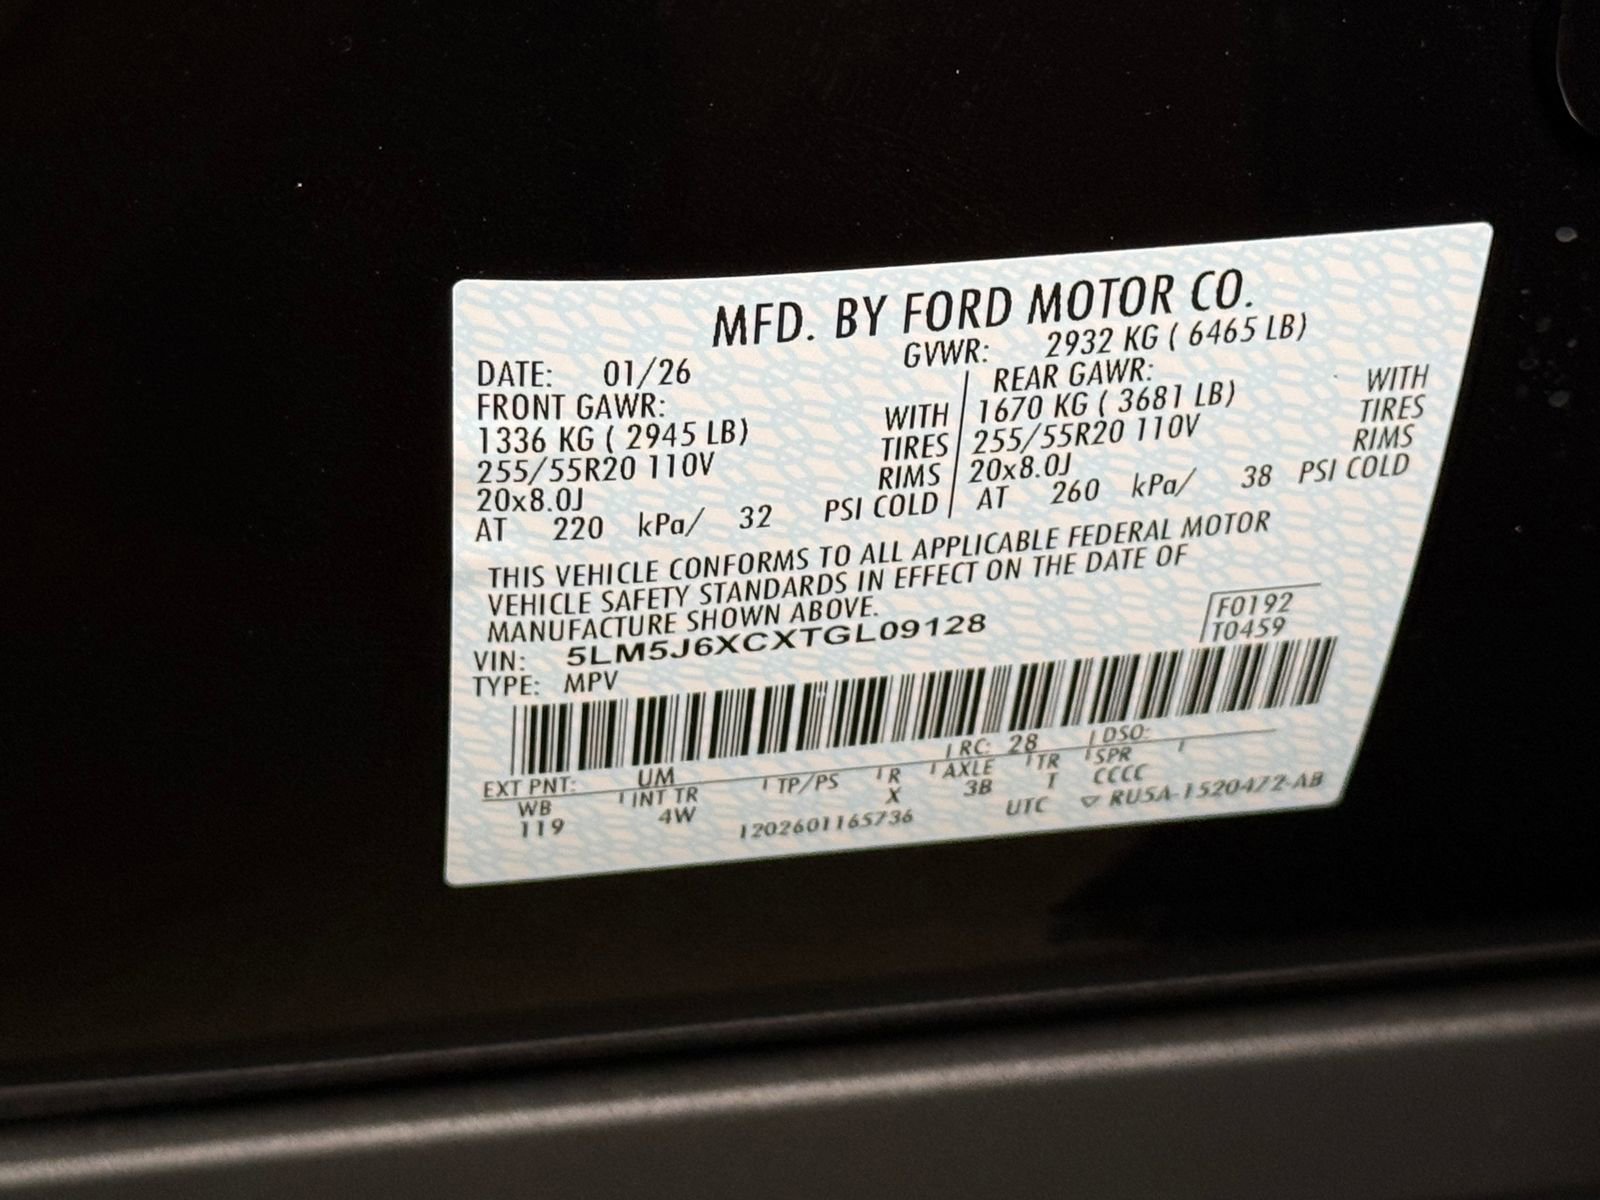 MFD. BY FORD MOTOR CO.
DATE: 01/26 GVWR: 2932 KG ( 6465 LB)
FRONT GAWR: REAR GAWR:
1336 KG ( 2945 LB) WITH 1670 KG ( 3681 LB) WITH
255/55R20 110V TIRES 255/55R20 110V TIRES
20x8.0J RIMS 20x8.0J RIMS
AT 220 kPa/ 32 PSI COLD AT 260 kPa/ 38 PSI COLD
THIS VEHICLE CONFORMS TO ALL APPLICABLE FEDERAL MOTOR
VEHICLE SAFETY STANDARDS IN EFFECT ON THE DATE OF
MANUFACTURE SHOWN ABOVE.
F0192
VIN: 5LM5J6XCXTGL09128 T0459
TYPE: MPV
EXT PNT: UM RC: 28 DSO:
WB INT TR TP/PS R AXLE TR SPR
119 4W X 3B T CCCC
1202601165736 UTC ▽ RU5A-1520472-AB